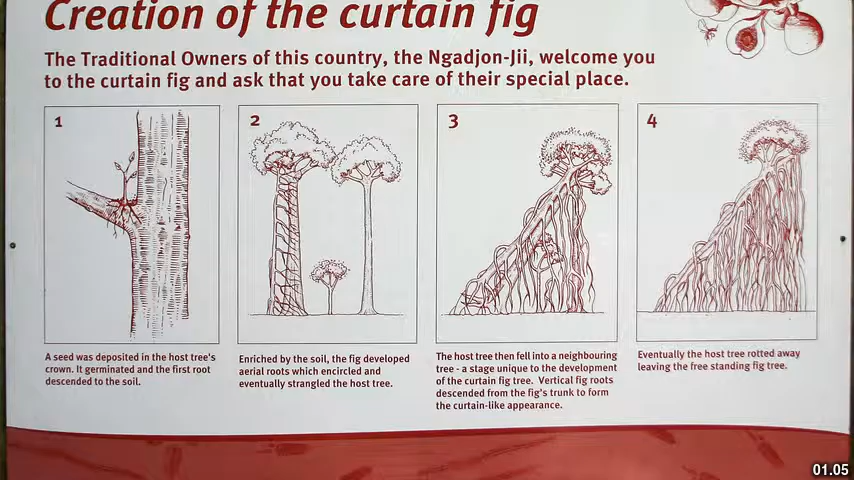 Creation of the curtain fig
The Traditional Owners of this country, the Ngadjon-Jii, welcome you
to the curtain fig and ask that you take care of their special place.
1
A seed was deposited in the host tree's
crown. It germinated and the first root
descended to the soil.
2
Enriched by the soil, the fig developed
aerial roots which encircled and
eventually strangled the host tree.
3
The host tree then fell into a neighbouring
tree - a stage unique to the development
of the curtain fig tree. Vertical fig roots
descended from the fig's trunk to form
the curtain-like appearance.
4
Eventually the host tree rotted away
leaving the free standing fig tree.
01.05